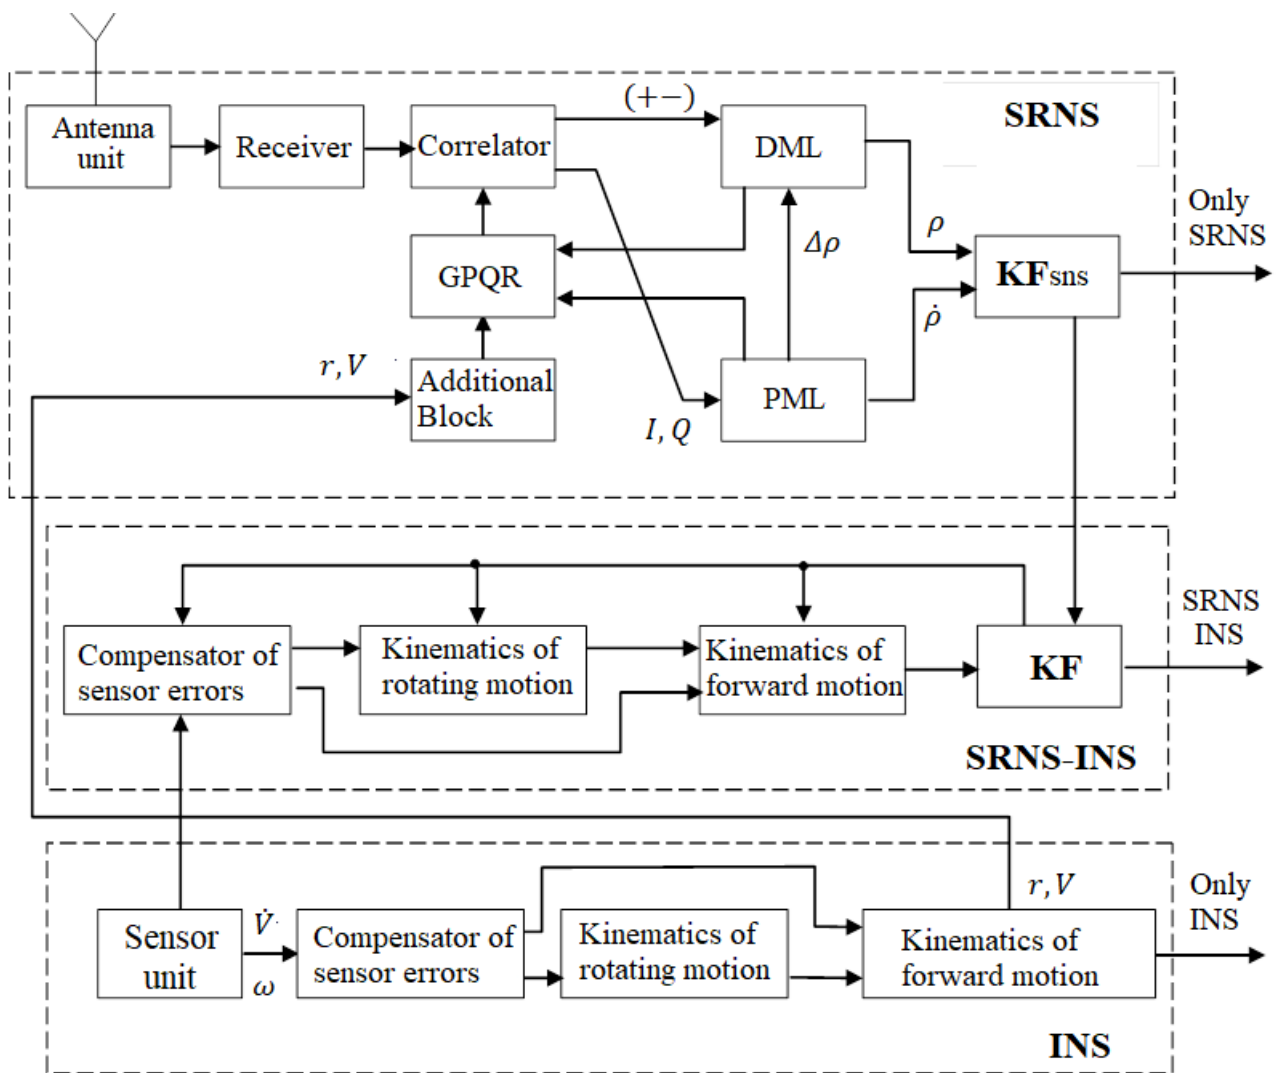 (+−)
SRNS
Antenna
unit
Receiver
Correlator
DML
Only
SRNS
ρ
Δρ
GPQR
KFsns
ρ̇
r, V
Additional
Block
PML
I, Q
SRNS
INS
Compensator of
sensor errors
Kinematics of
rotating motion
Kinematics of
forward motion
KF
SRNS-INS
r, V
Only
INS
Sensor
unit
V̇
ω
Compensator of
sensor errors
Kinematics of
rotating motion
Kinematics of
forward motion
INS